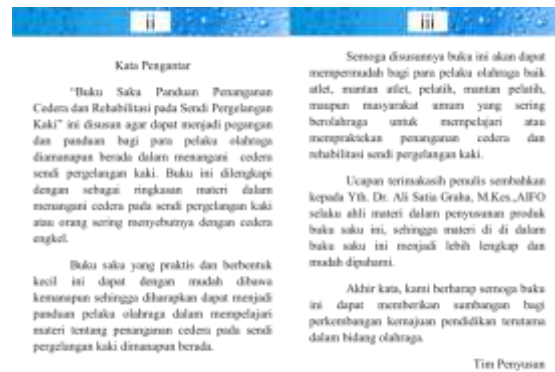 ii
Kata Pengantar
"Buku Saku Panduan Penanganan
Cedera dan Rehabilitasi pada Sendi Pergelangan
Kaki" ini disusun agar dapat menjadi pegangan
dan panduan bagi para pelaku olahraga
diamanapun berada dalam menangani cedera
sendi pergelangan kaki. Buku ini dilengkapi
dengan sebagai ringkasan materi dalam
menangani cedera pada sendi pergelangan kaki
atau orang sering menyebutnya dengan cedera
engkel.
Buku saku yang praktis dan berbentuk
kecil ini dapat dengan mudah dibawa
kemanapun sehingga diharapkan dapat menjadi
panduan pelaku olahraga dalam mempelajari
materi tentang penanganan cedera pada sendi
pergelangan kaki dimanapun berada.
iii
Semoga disusunnya buku ini akan dapat
mempermudah bagi para pelaku olahraga baik
atlet, mantan atlet, pelatih, mantan pelatih,
maupun masyarakat umum yang sering
berolahraga untuk mempelajari atau
mempraktekan penanganan cedera dan
rehabilitasi sendi pergelangan kaki.
Ucapan terimakasih penulis sembahkan
kepada Yth. Dr. Ali Satia Graha, M.Kes.,AIFO
selaku ahli materi dalam penyusunan produk
buku saku ini, sehingga materi di di dalam
buku saku ini menjadi lebih lengkap dan
mudah dipahami.
Akhir kata, kami berharap semoga buku
ini dapat memberikan sumbangan bagi
perkembangan kemajuan pendidikan terutama
dalam bidang olahraga.
Tim Penyusun